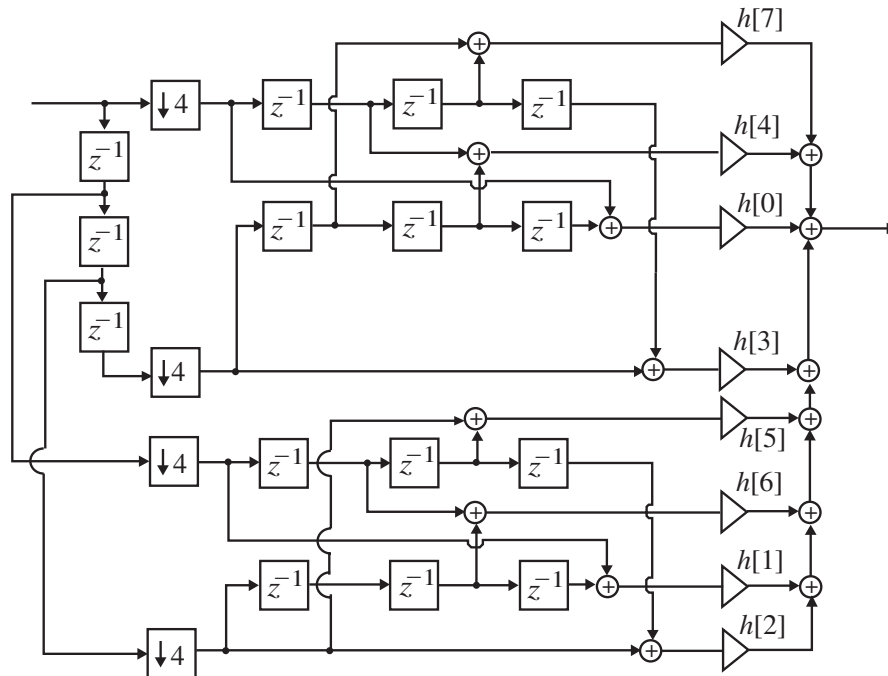 h[7]
↓4
z⁻¹
z⁻¹
z⁻¹
z⁻¹
h[4]
z⁻¹
z⁻¹
z⁻¹
h[0]
z⁻¹
z⁻¹
↓4
h[3]
↓4
z⁻¹
z⁻¹
z⁻¹
h[5]
h[6]
z⁻¹
z⁻¹
z⁻¹
h[1]
↓4
h[2]